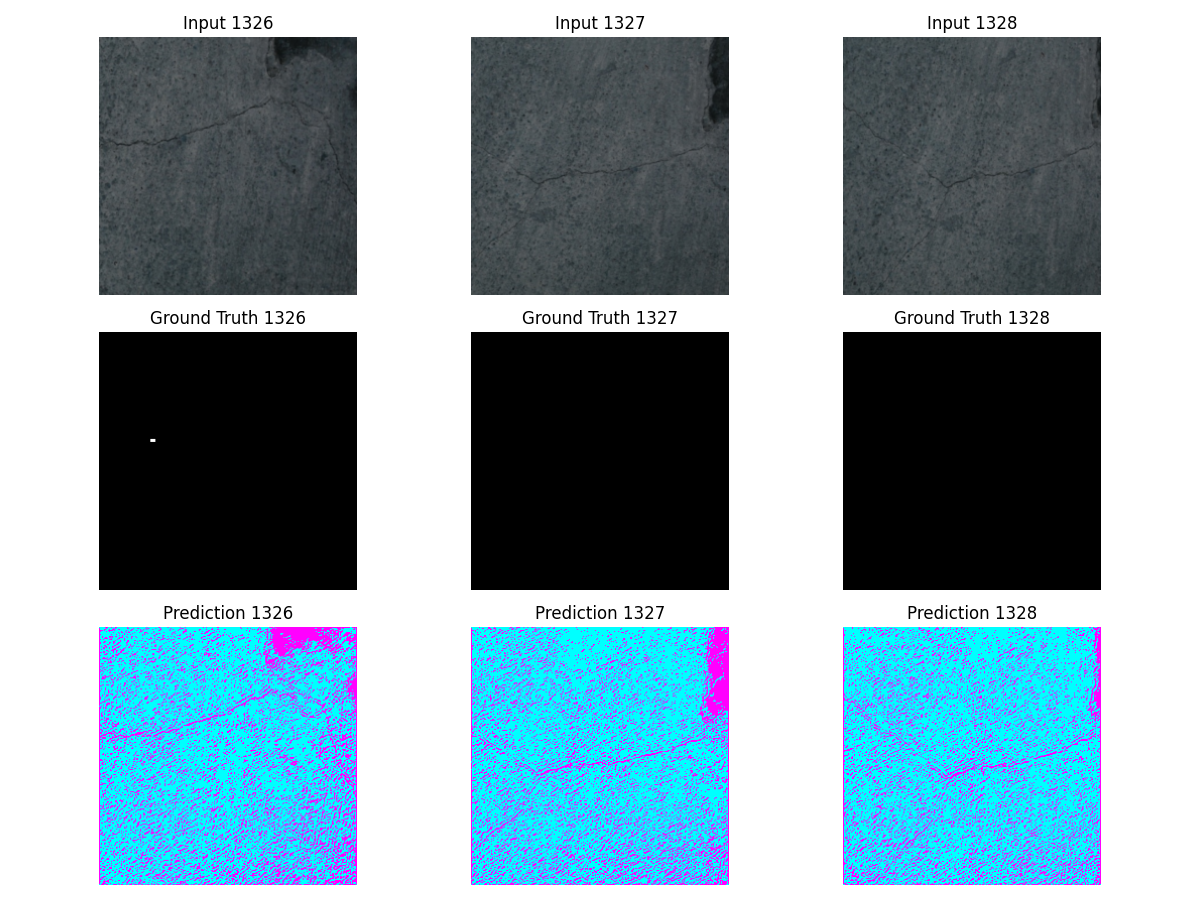 Input 1326
Input 1327
Input 1328
Ground Truth 1326
Ground Truth 1327
Ground Truth 1328
Prediction 1326
Prediction 1327
Prediction 1328